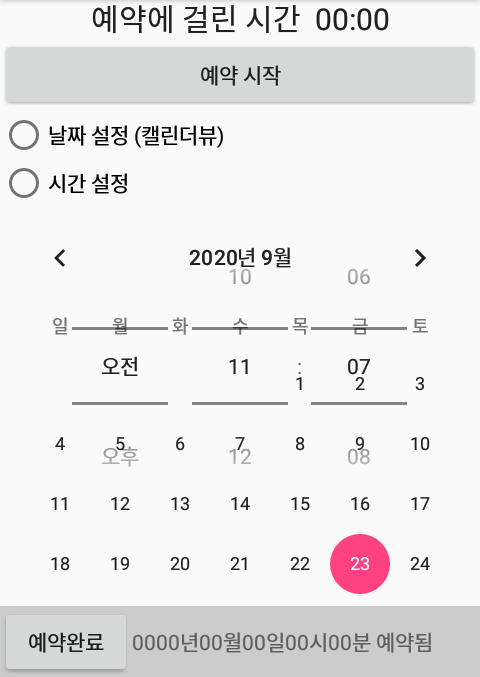 예약에 걸린 시간 00:00
예약 시작
날짜 설정 (캘린더뷰)
시간 설정
2020년 9월
10 06
일 월 화 수 목 금 토
오전 11 : 07
1 2 3
4 5 6 7 8 9 10
오후 12 08
11 12 13 14 15 16 17
18 19 20 21 22 23 24
예약완료 0000년00월00일00시00분 예약됨